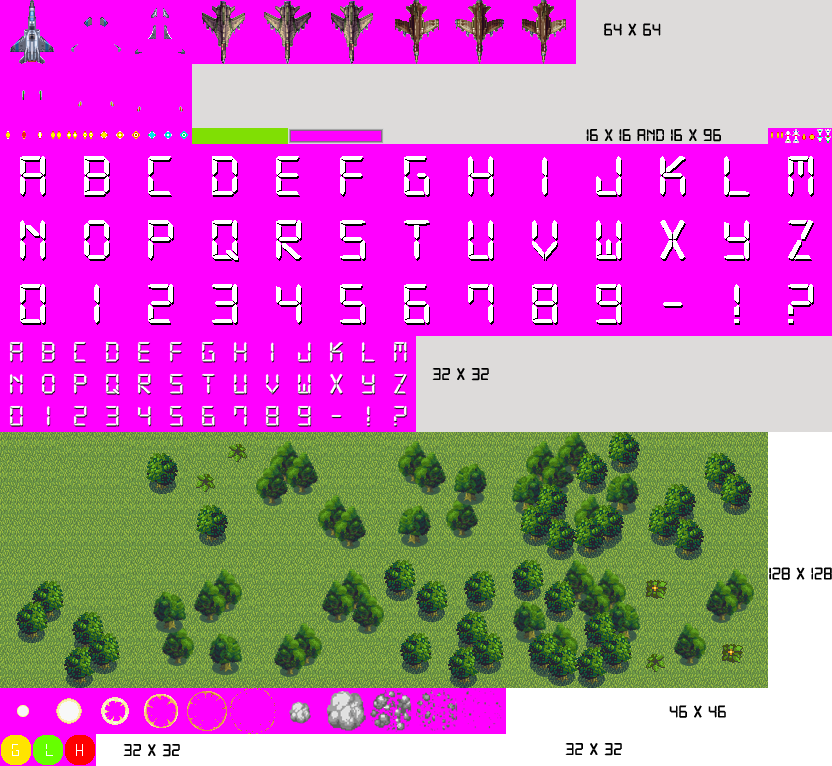 64 X 64
16 X 16 AND 16 X 96
A B C D E F G H I J K L M
N O P Q R S T U V W X Y Z
0 1 2 3 4 5 6 7 8 9 - ! ?
A B C D E F G H I J K L M
N O P Q R S T U V W X Y Z
0 1 2 3 4 5 6 7 8 9 - ! ?
32 X 32
128 X 128
46 X 46
G L H
32 X 32
32 X 32